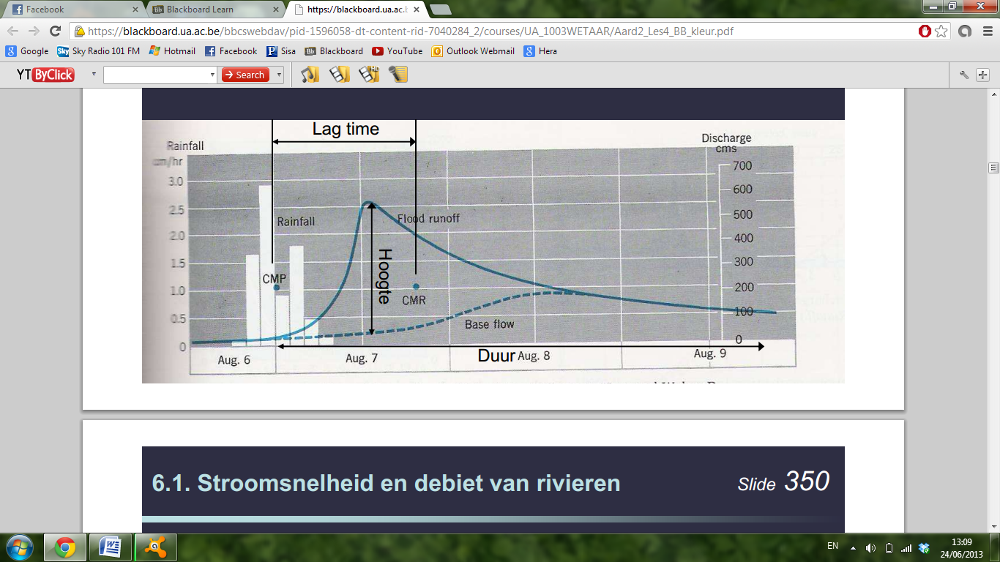 Facebook
Blackboard Learn
https://blackboard.ua.ac.b
https://blackboard.ua.ac.be/bbcswebdav/pid-1596058-dt-content-rid-7040284_2/courses/UA_1003WETAAR/Aard2_Les4_BB_kleur.pdf
Google Sky Radio 101 FM Hotmail Facebook Sisa Blackboard YouTube Outlook Webmail Hera
YT ByClick Search
Lag time
Rainfall
cm/hr
Discharge
cms
3.0
2.5
2.0
1.5
1.0
0.5
0
700
600
500
400
300
200
100
0
Rainfall
Flood runoff
Hoogte
CMP
CMR
Base flow
Aug. 6 Aug. 7 Duur Aug. 8 Aug. 9
6.1. Stroomsnelheid en debiet van rivieren
Slide 350
EN
13:09
24/06/2013